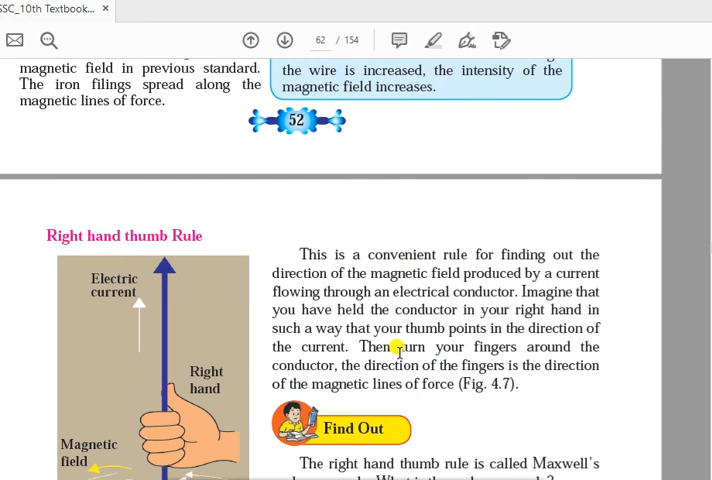 SSC_10th Textbook...
62 / 154
magnetic field in previous standard.
The iron filings spread along the
magnetic lines of force.
the wire is increased, the intensity of the
magnetic field increases.
52
Right hand thumb Rule
Electric
current
Right
hand
Magnetic
field
This is a convenient rule for finding out the
direction of the magnetic field produced by a current
flowing through an electrical conductor. Imagine that
you have held the conductor in your right hand in
such a way that your thumb points in the direction of
the current. Then turn your fingers around the
conductor, the direction of the fingers is the direction
of the magnetic lines of force (Fig. 4.7).
Find Out
The right hand thumb rule is called Maxwell's